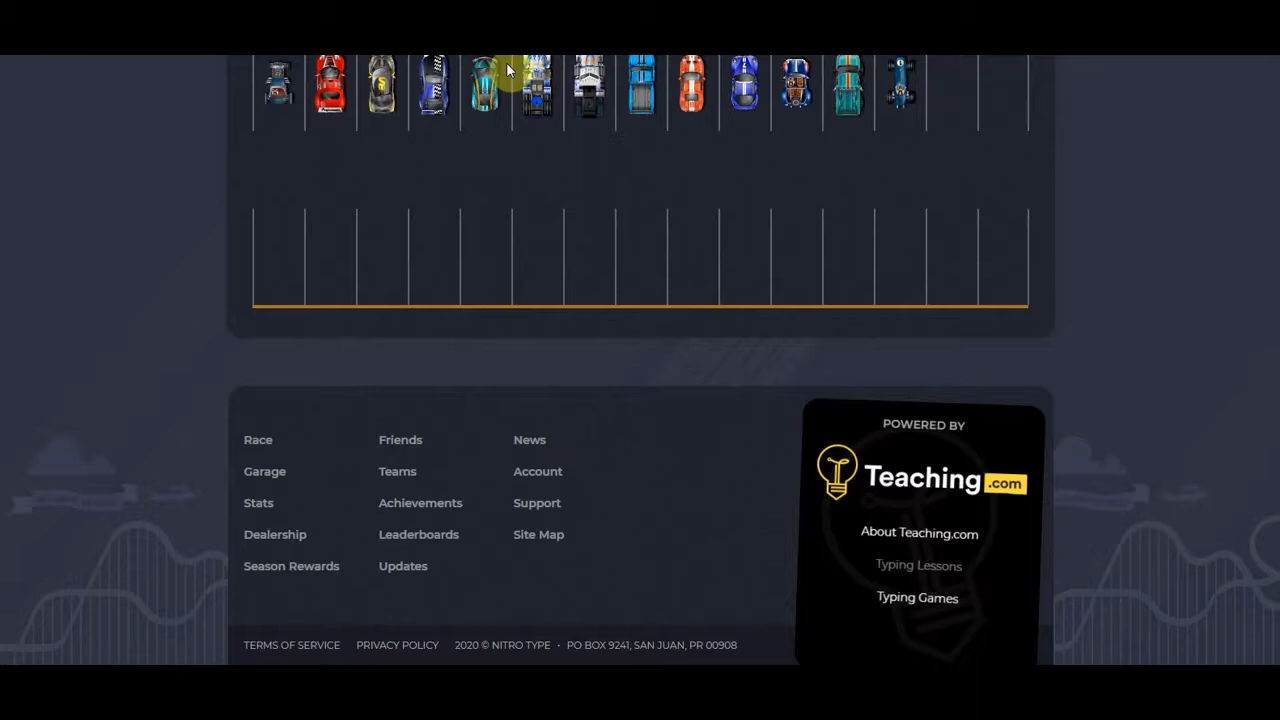 Race
Garage
Stats
Dealership
Season Rewards
Friends
Teams
Achievements
Leaderboards
Updates
News
Account
Support
Site Map
POWERED BY
Teaching.com
About Teaching.com
Typing Lessons
Typing Games
TERMS OF SERVICE PRIVACY POLICY 2020 © NITRO TYPE • PO BOX 9241, SAN JUAN, PR 00908